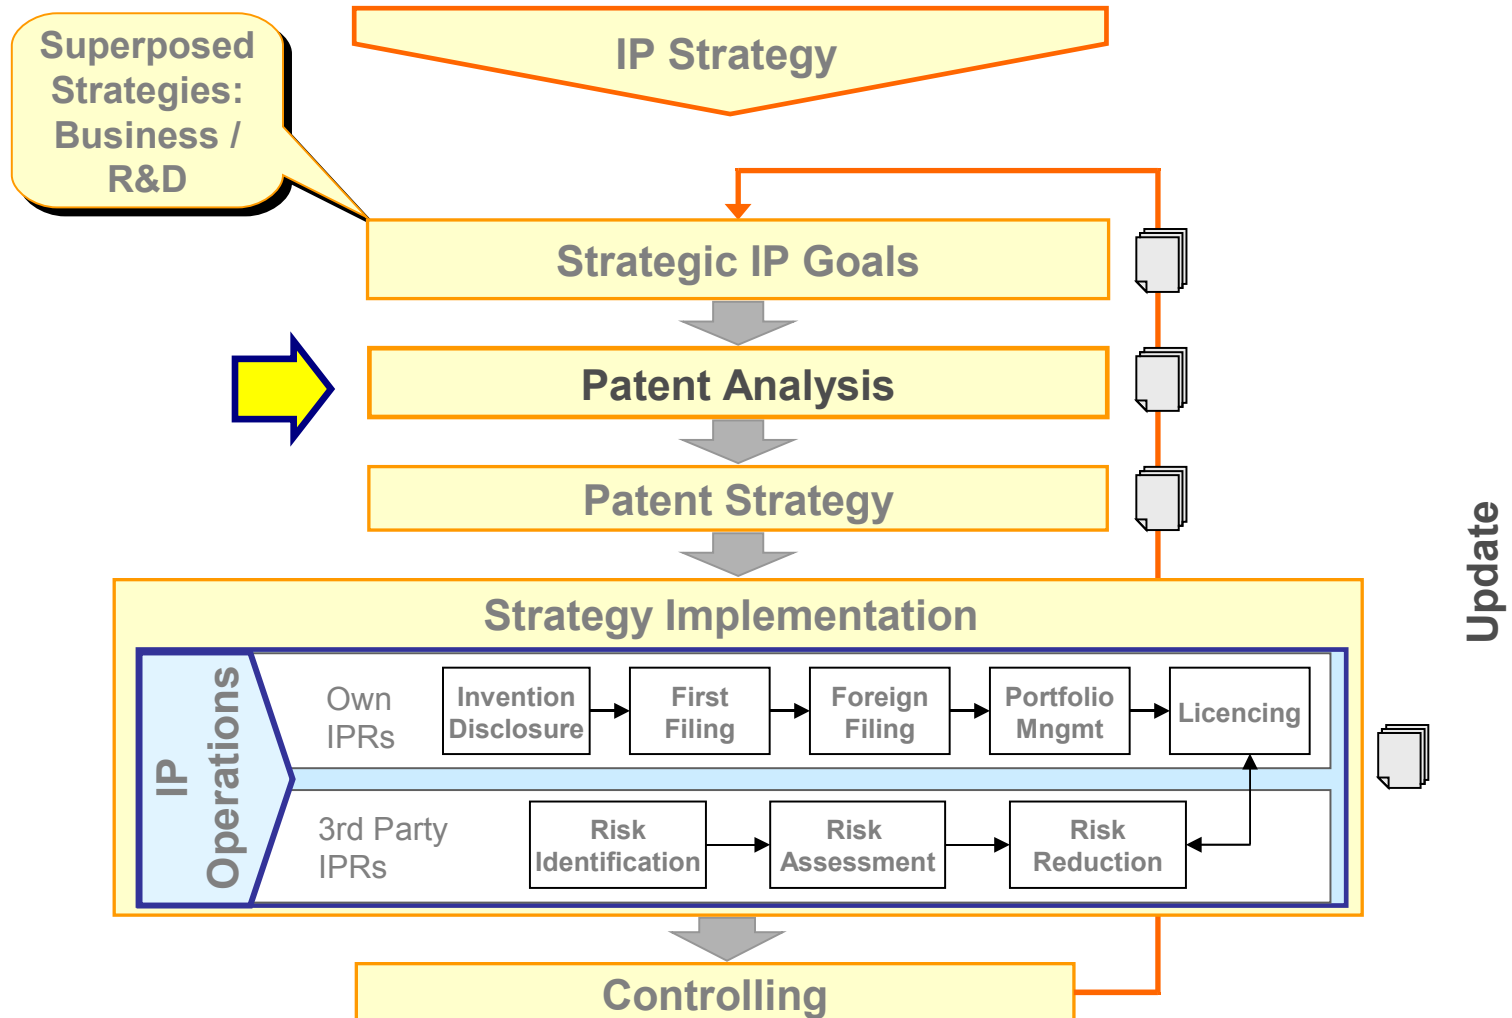 Superposed
Strategies:
Business /
R&D
IP Strategy
Strategic IP Goals
Patent Analysis
Patent Strategy
Update
Strategy Implementation
IP
Operations
Own
IPRs
Invention
Disclosure
First
Filing
Foreign
Filing
Portfolio
Mngmt
Licencing
3rd Party
IPRs
Risk
Identification
Risk
Assessment
Risk
Reduction
Controlling